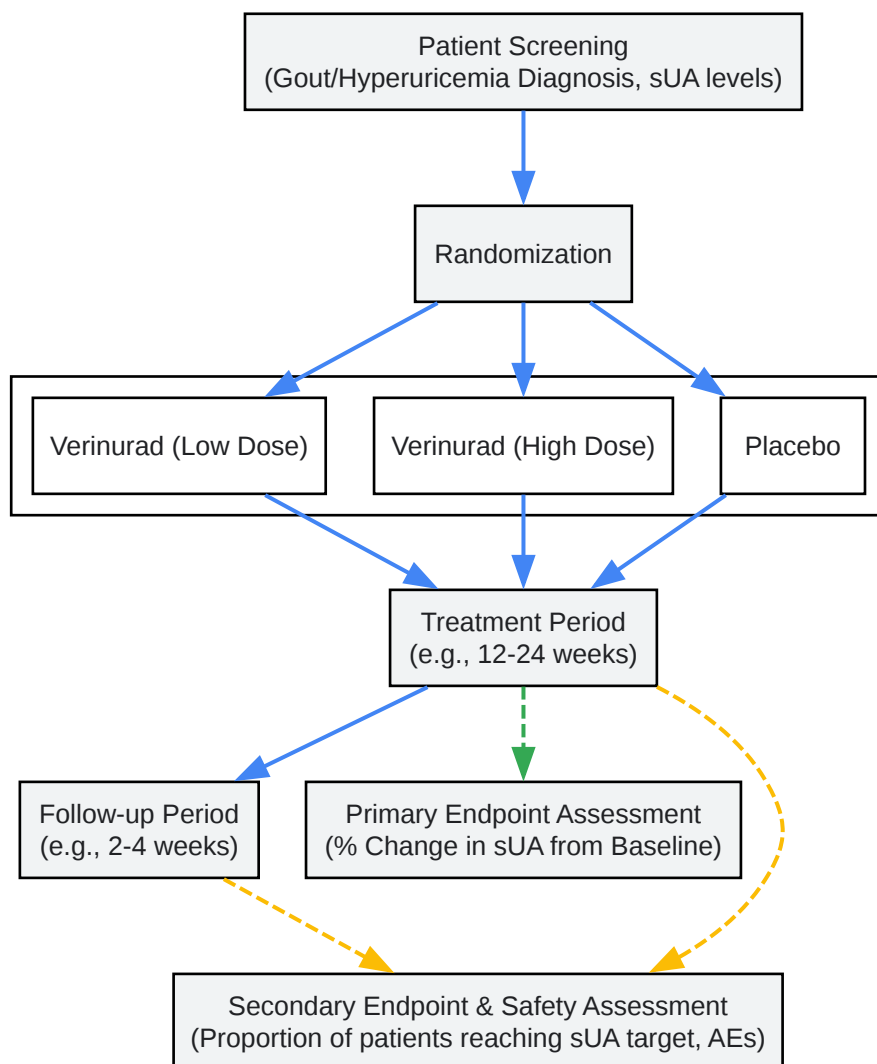 Patient Screening
(Gout/Hyperuricemia Diagnosis, sUA levels)
Randomization
Verinurad (Low Dose)
Verinurad (High Dose)
Placebo
Treatment Period
(e.g., 12-24 weeks)
Follow-up Period
(e.g., 2-4 weeks)
Primary Endpoint Assessment
(% Change in sUA from Baseline)
Secondary Endpoint & Safety Assessment
(Proportion of patients reaching sUA target, AEs)